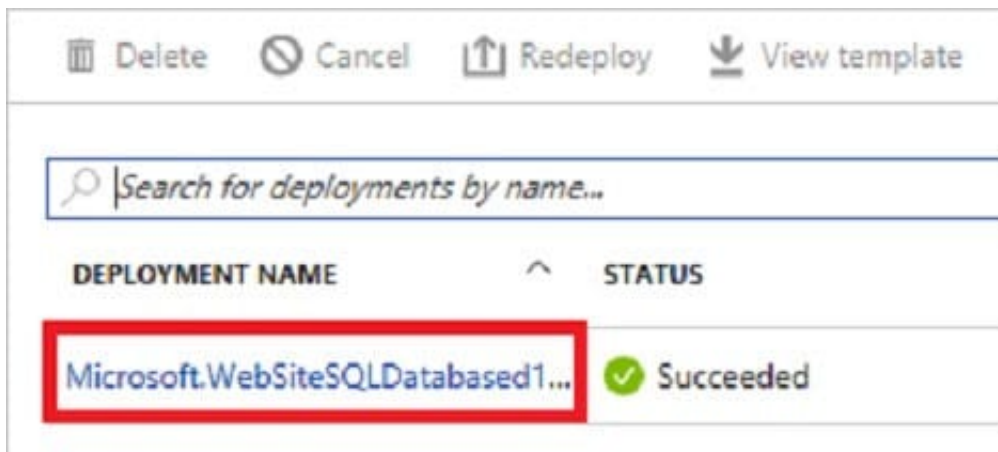 Delete Cancel Redeploy View template
Search for deployments by name...
DEPLOYMENT NAME STATUS
Microsoft.WebSiteSQLDatabased1... Succeeded